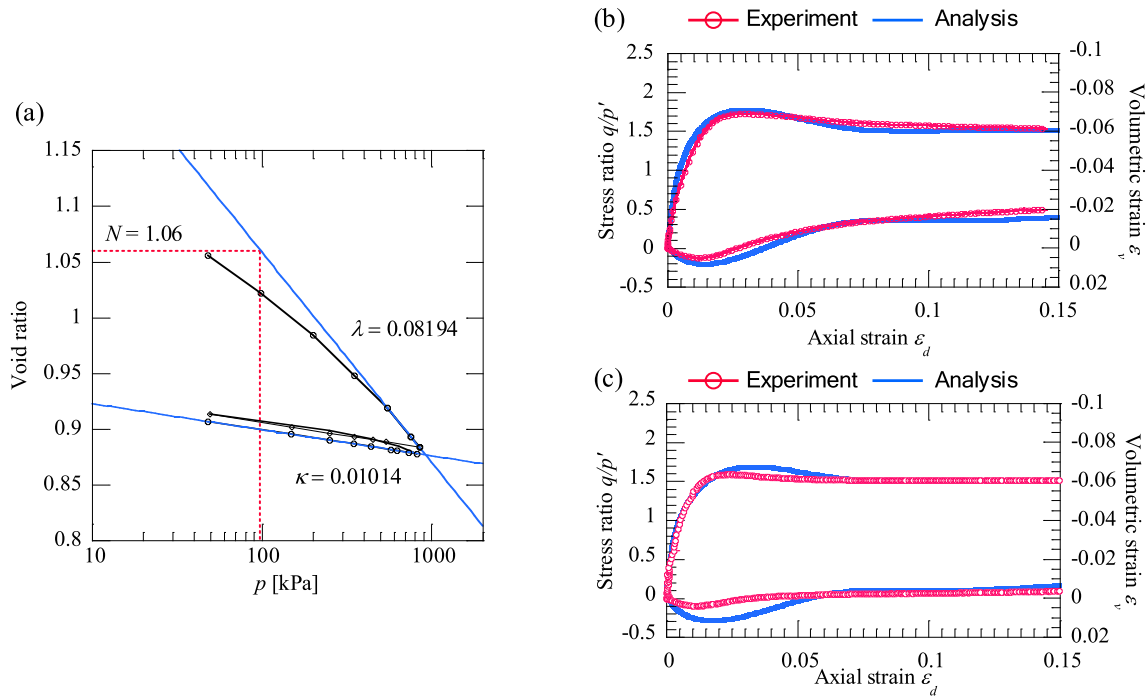 (a)
1.15
1.1
1.05
1
0.95
0.9
0.85
0.8
Void ratio
N = 1.06
λ = 0.08194
κ = 0.01014
10 100 1000
p [kPa]
(b)
Experiment Analysis
2.5
2
1.5
1
0.5
0
-0.5
Stress ratio q/p'
-0.1
-0.08
-0.06
-0.04
-0.02
0
0.02
Volumetric strain εv
0 0.05 0.1 0.15
Axial strain εd
(c)
Experiment Analysis
2.5
2
1.5
1
0.5
0
-0.5
Stress ratio q/p'
-0.1
-0.08
-0.06
-0.04
-0.02
0
0.02
Volumetric strain εv
0 0.05 0.1 0.15
Axial strain εd